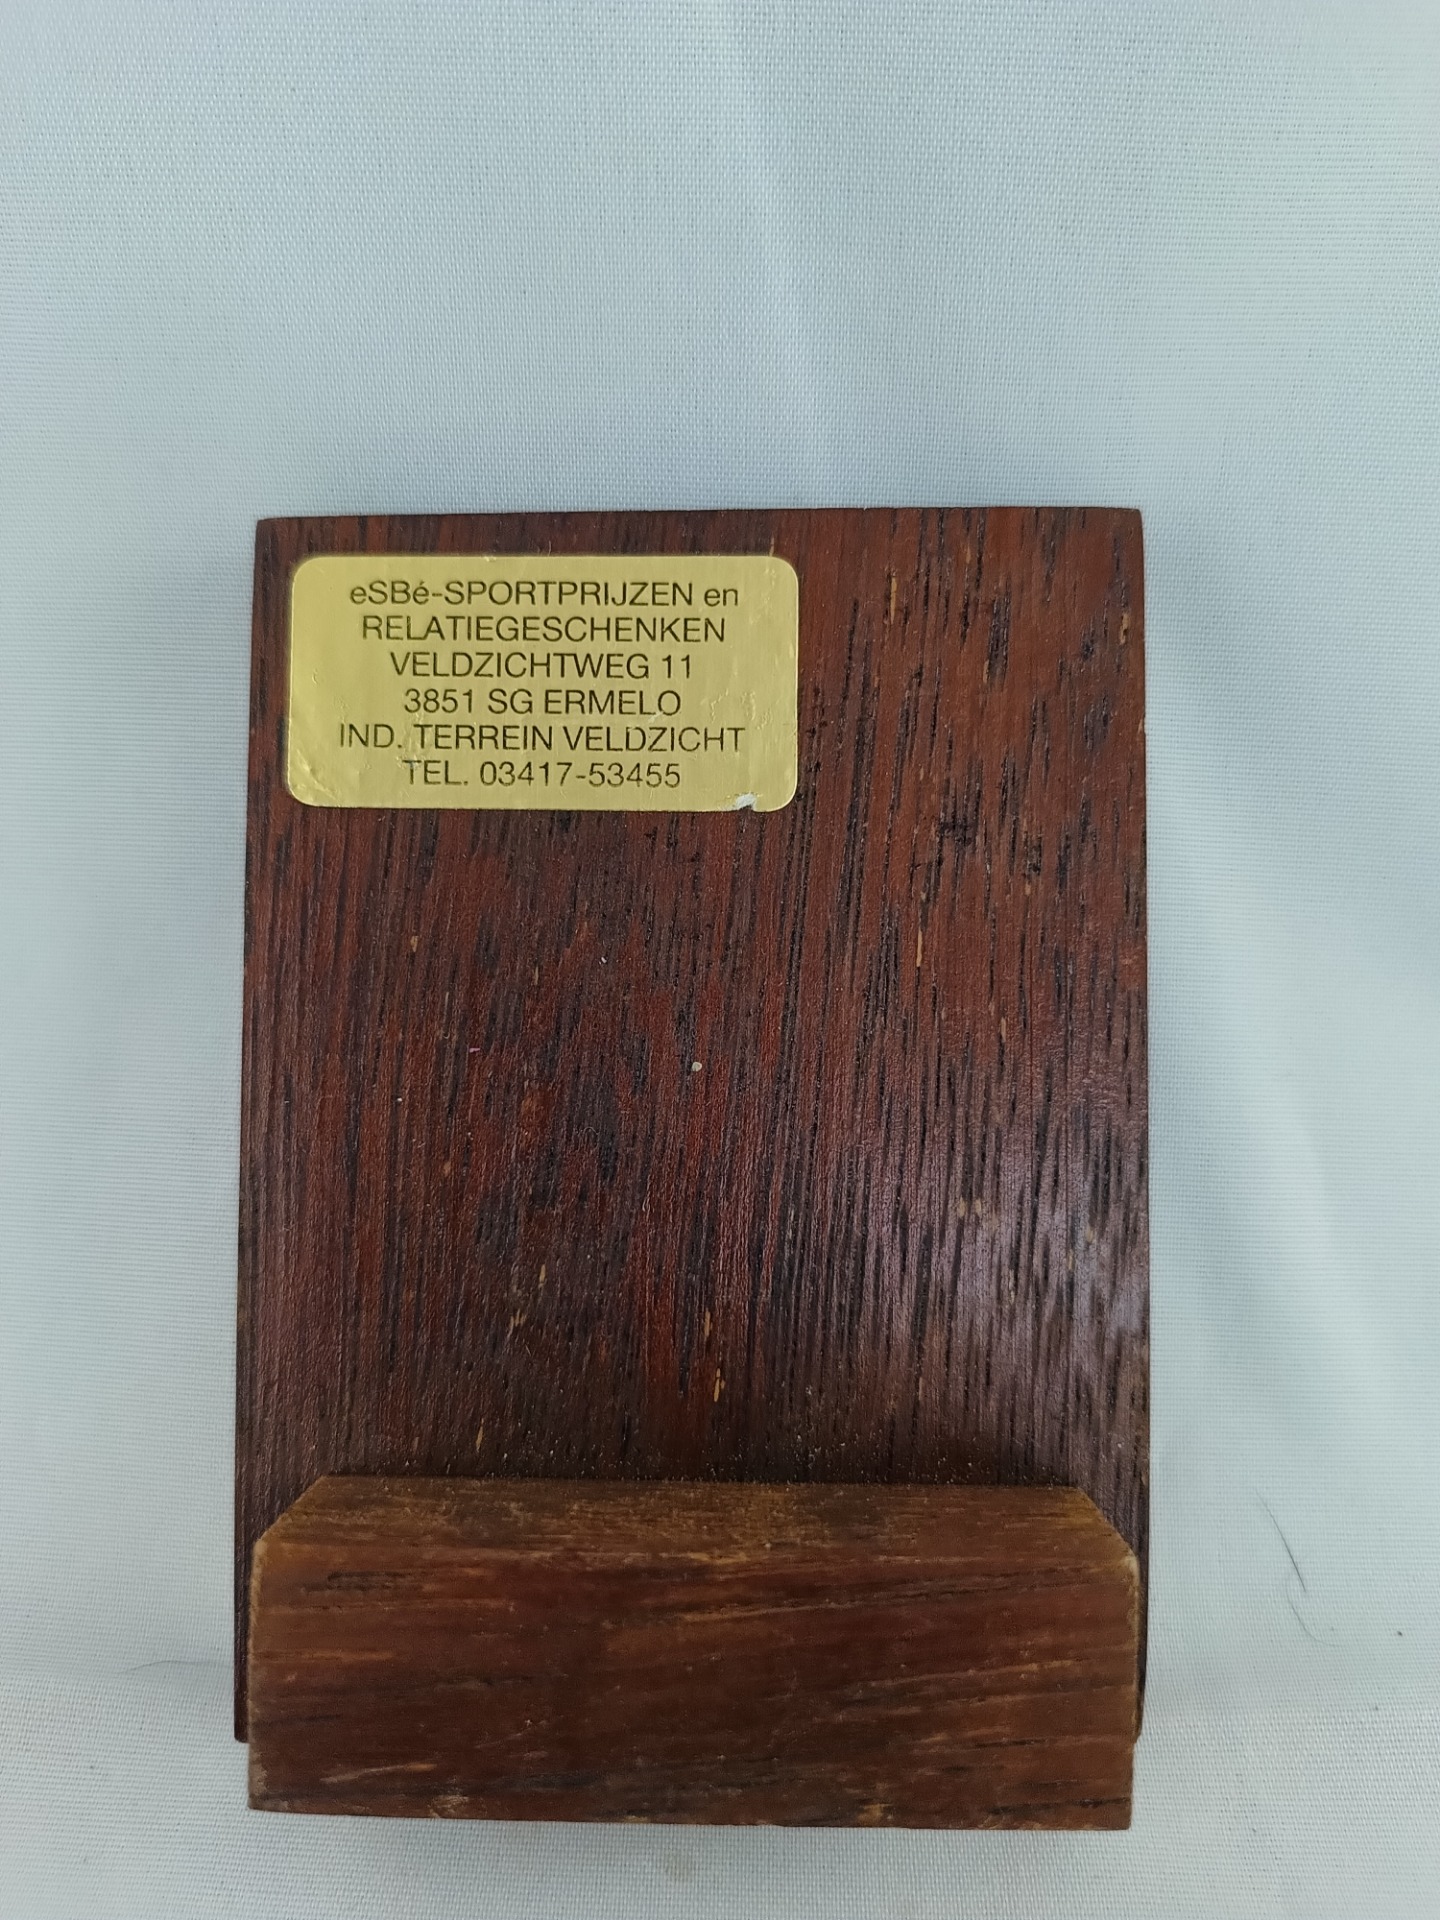 eSBé-SPORTPRIJZEN en
RELATIEGESCHENKEN
VELDZICHTWEG 11
3851 SG ERMELO
IND. TERREIN VELDZICHT
TEL. 03417-53455